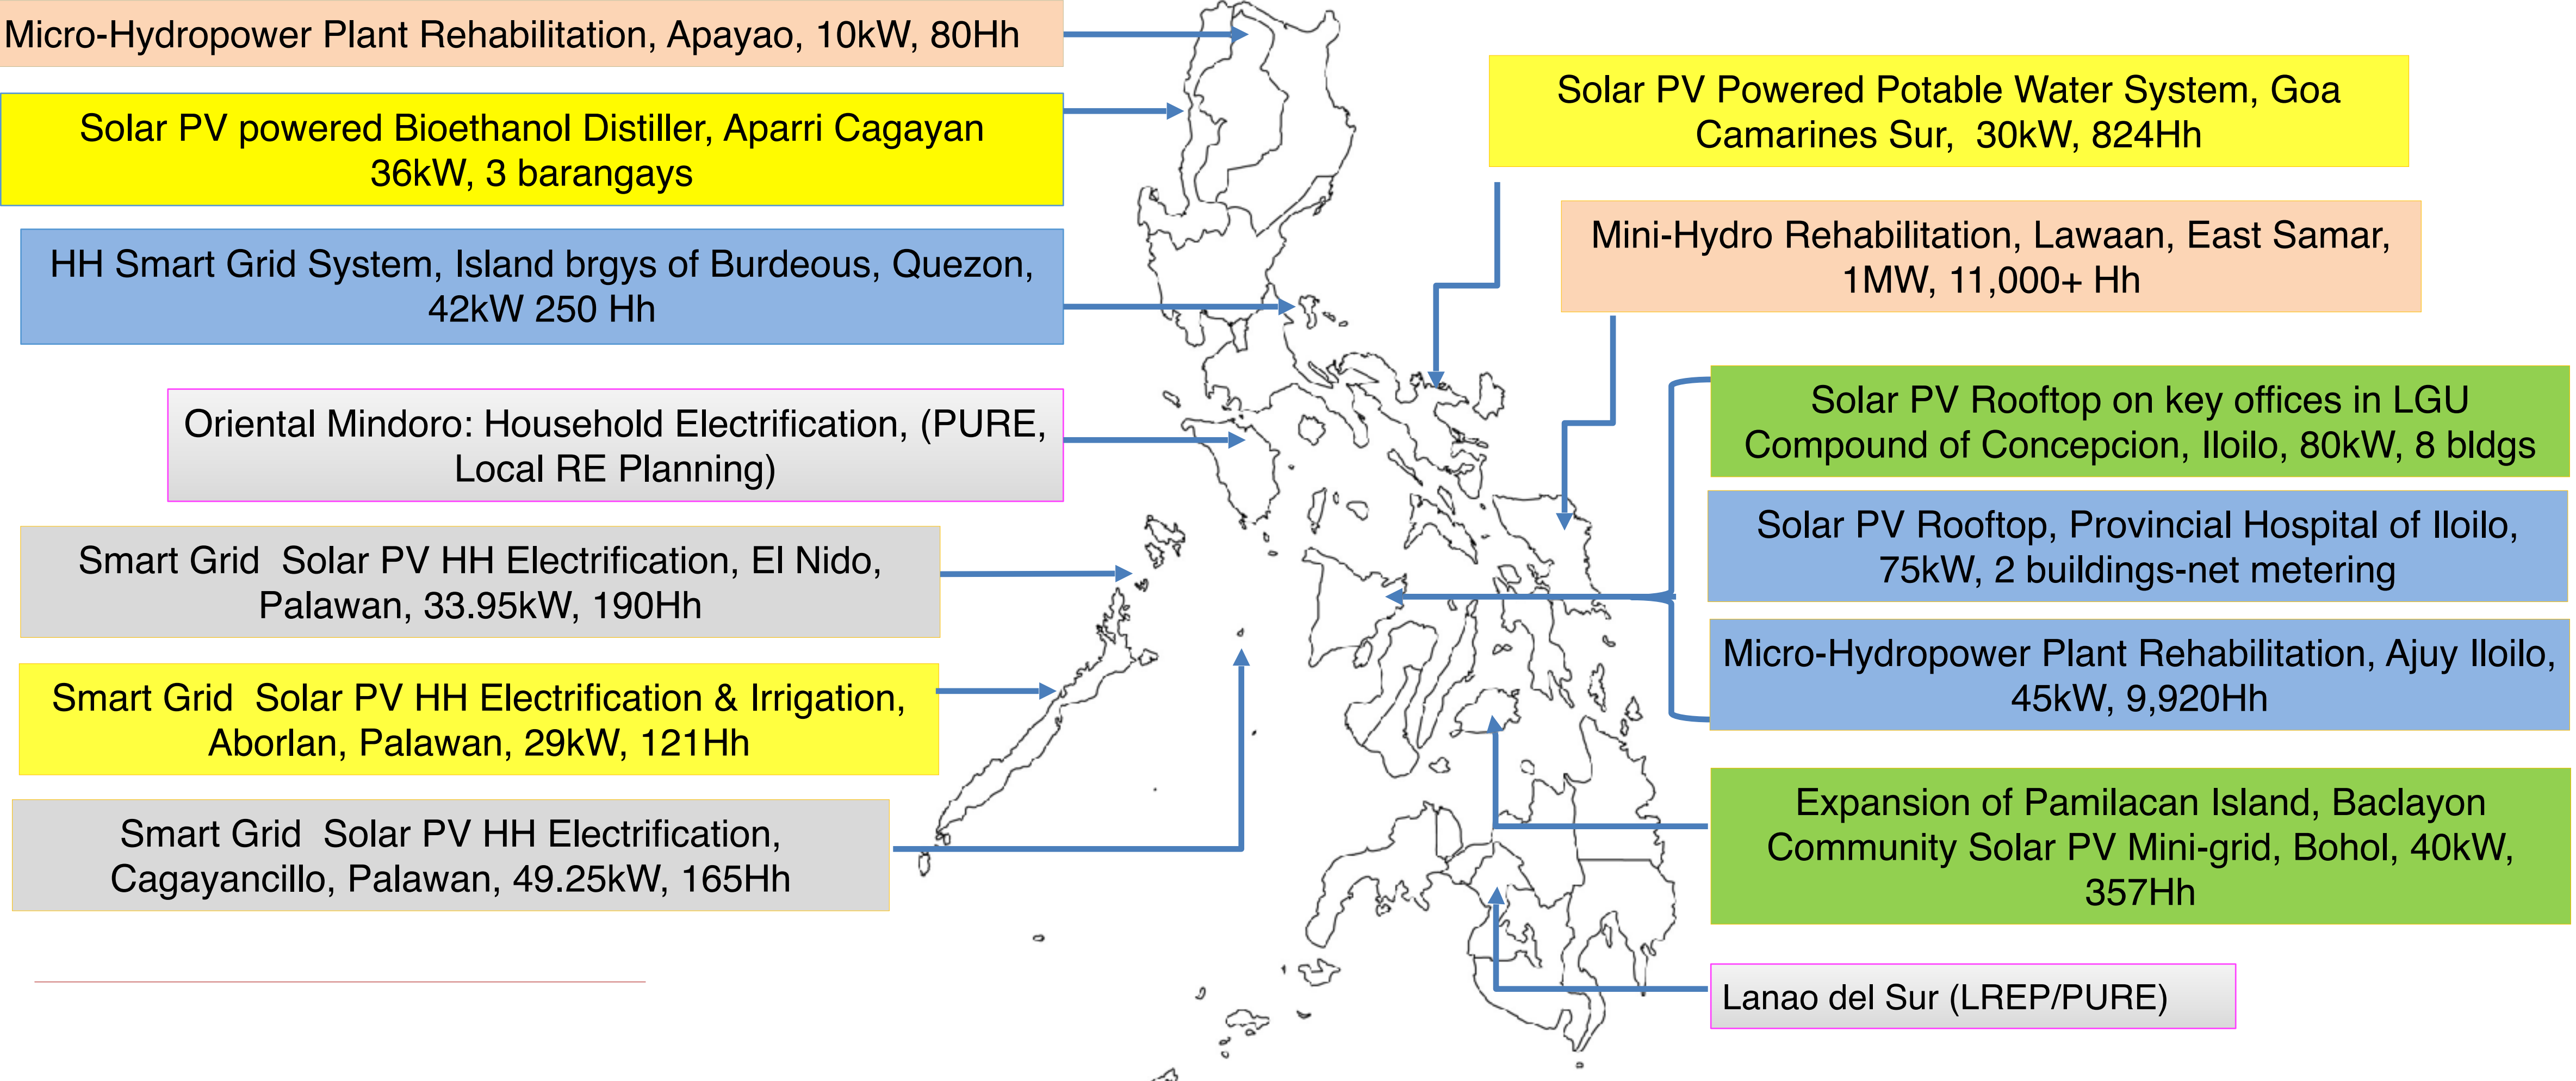 Micro-Hydropower Plant Rehabilitation, Apayao, 10kW, 80Hh
Solar PV powered Bioethanol Distiller, Aparri Cagayan
36kW, 3 barangays
HH Smart Grid System, Island brgys of Burdeous, Quezon,
42kW 250 Hh
Oriental Mindoro: Household Electrification, (PURE,
Local RE Planning)
Smart Grid  Solar PV HH Electrification, El Nido,
Palawan, 33.95kW, 190Hh
Smart Grid  Solar PV HH Electrification & Irrigation,
Aborlan, Palawan, 29kW, 121Hh
Smart Grid  Solar PV HH Electrification,
Cagayancillo, Palawan, 49.25kW, 165Hh
Solar PV Powered Potable Water System, Goa
Camarines Sur,  30kW, 824Hh
Mini-Hydro Rehabilitation, Lawaan, East Samar,
1MW, 11,000+ Hh
Solar PV Rooftop on key offices in LGU
Compound of Concepcion, Iloilo, 80kW, 8 bldgs
Solar PV Rooftop, Provincial Hospital of Iloilo,
75kW, 2 buildings-net metering
Micro-Hydropower Plant Rehabilitation, Ajuy Iloilo,
45kW, 9,920Hh
Expansion of Pamilacan Island, Baclayon
Community Solar PV Mini-grid, Bohol, 40kW,
357Hh
Lanao del Sur (LREP/PURE)